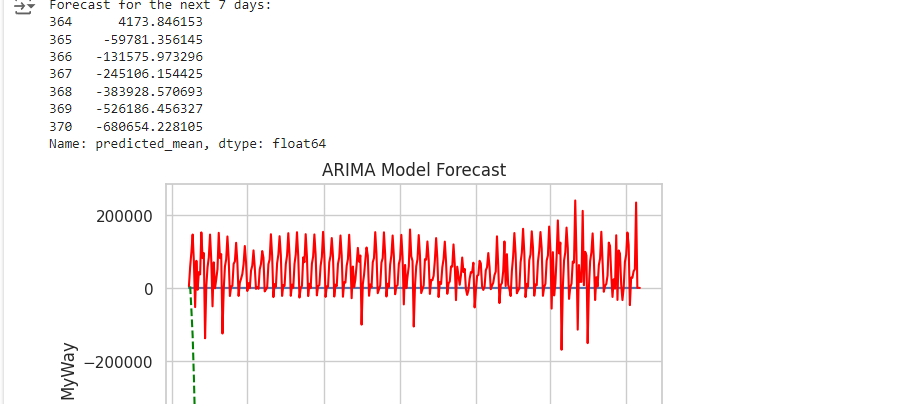 Forecast for the next 7 days:
364 4173.846153
365 -59781.356145
366 -131575.973296
367 -245106.154425
368 -383928.570693
369 -526186.456327
370 -680654.228105
Name: predicted_mean, dtype: float64
ARIMA Model Forecast
200000
0
−200000
MyWay